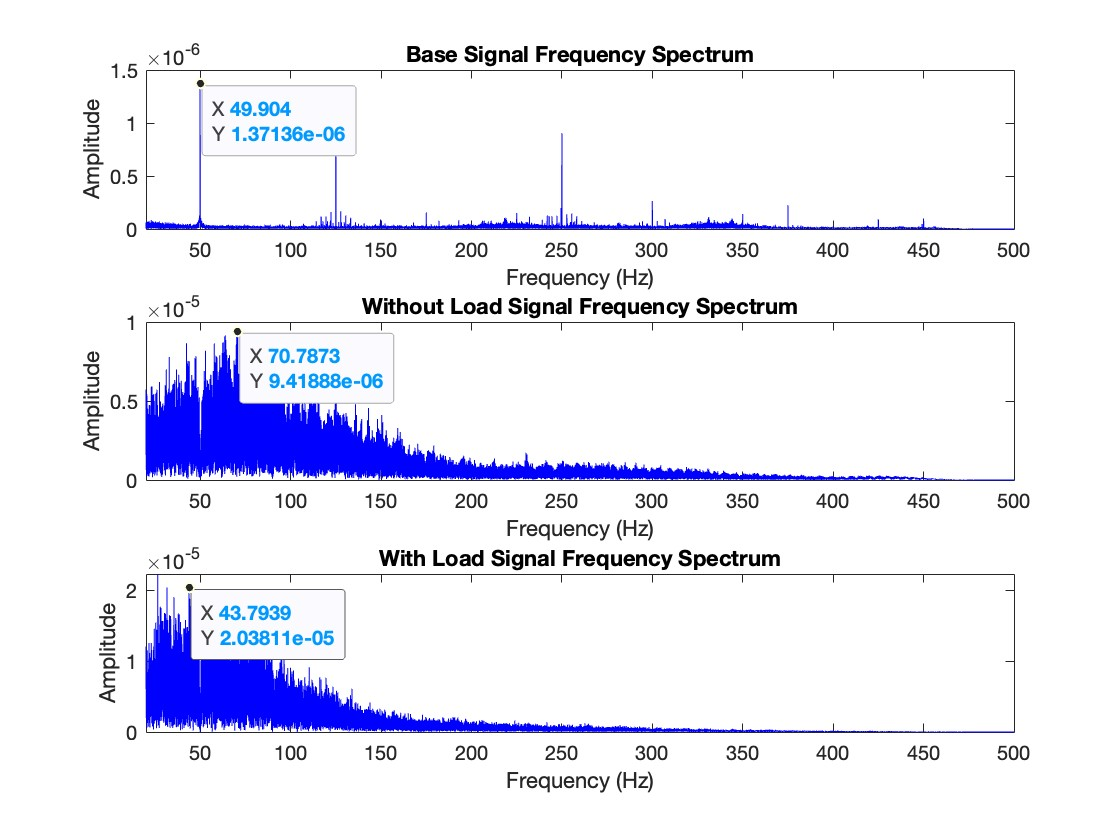 Base Signal Frequency Spectrum
×10-6
1.5
1
0.5
0
Amplitude
X 49.904
Y 1.37136e-06
50 100 150 200 250 300 350 400 450 500
Frequency (Hz)
Without Load Signal Frequency Spectrum
×10-5
1
0.5
0
Amplitude
X 70.7873
Y 9.41888e-06
50 100 150 200 250 300 350 400 450 500
Frequency (Hz)
With Load Signal Frequency Spectrum
×10-5
2
1
0
Amplitude
X 43.7939
Y 2.03811e-05
50 100 150 200 250 300 350 400 450 500
Frequency (Hz)